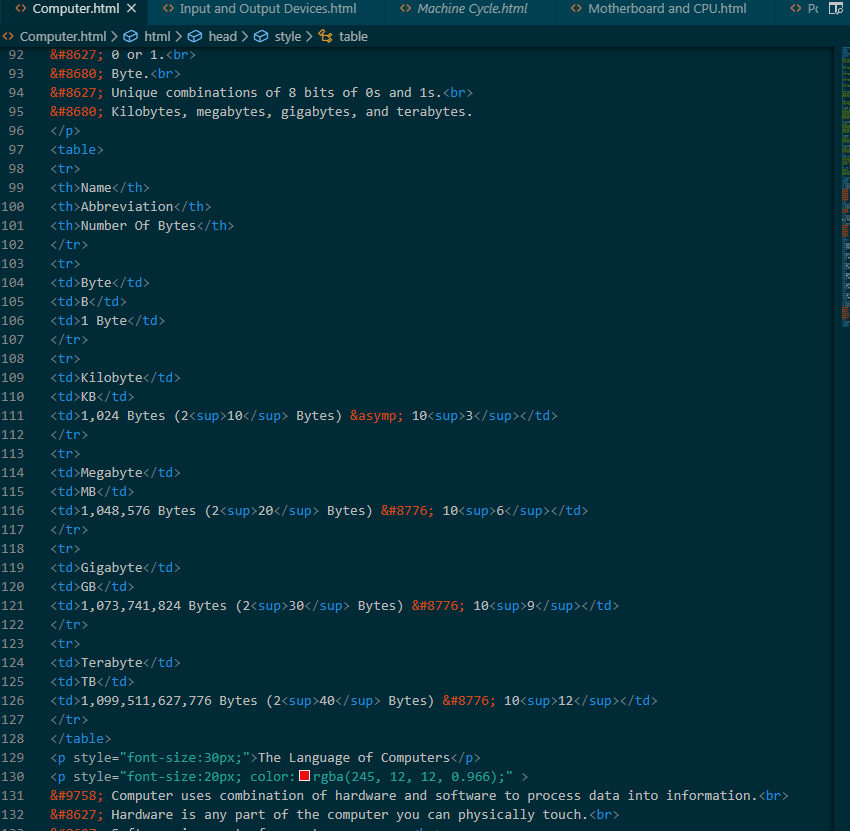 Computer.html
Input and Output Devices.html
Machine Cycle.html
Motherboard and CPU.html
Computer.html > html > head > style > table
92 &#8627; 0 or 1.<br>
93 &#8680; Byte.<br>
94 &#8627; Unique combinations of 8 bits of 0s and 1s.<br>
95 &#8680; Kilobytes, megabytes, gigabytes, and terabytes.
96 </p>
97 <table>
98 <tr>
99 <th>Name</th>
100 <th>Abbreviation</th>
101 <th>Number Of Bytes</th>
102 </tr>
103 <tr>
104 <td>Byte</td>
105 <td>B</td>
106 <td>1 Byte</td>
107 </tr>
108 <tr>
109 <td>Kilobyte</td>
110 <td>KB</td>
111 <td>1,024 Bytes (2<sup>10</sup> Bytes) &asymp; 10<sup>3</sup></td>
112 </tr>
113 <tr>
114 <td>Megabyte</td>
115 <td>MB</td>
116 <td>1,048,576 Bytes (2<sup>20</sup> Bytes) &#8776; 10<sup>6</sup></td>
117 </tr>
118 <tr>
119 <td>Gigabyte</td>
120 <td>GB</td>
121 <td>1,073,741,824 Bytes (2<sup>30</sup> Bytes) &#8776; 10<sup>9</sup></td>
122 </tr>
123 <tr>
124 <td>Terabyte</td>
125 <td>TB</td>
126 <td>1,099,511,627,776 Bytes (2<sup>40</sup> Bytes) &#8776; 10<sup>12</sup></td>
127 </tr>
128 </table>
129 <p style="font-size:30px;">The Language of Computers</p>
130 <p style="font-size:20px; color:rgba(245, 12, 12, 0.966);" >
131 &#9758; Computer uses combination of hardware and software to process data into information.<br>
132 &#8627; Hardware is any part of the computer you can physically touch.<br>